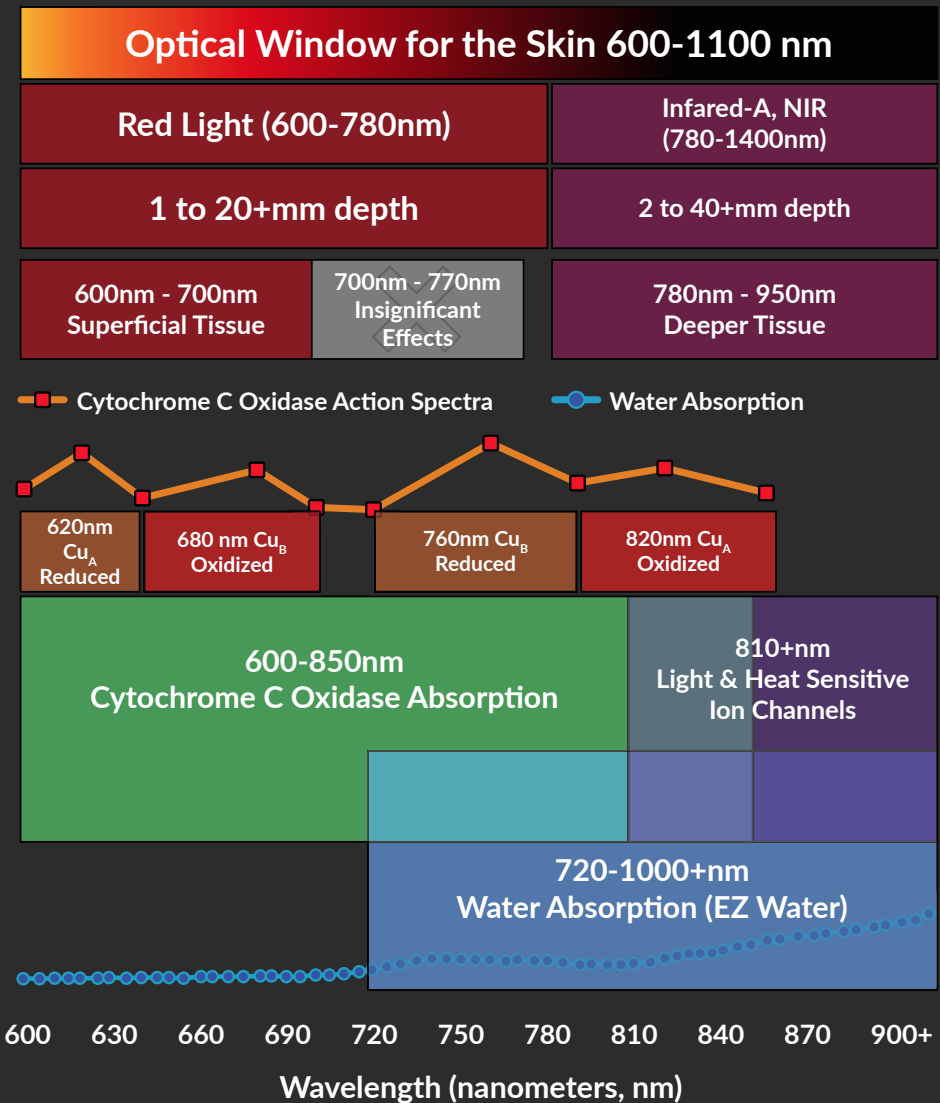 Optical Window for the Skin 600-1100 nm
Red Light (600-780nm)
Infared-A, NIR
(780-1400nm)
1 to 20+mm depth
2 to 40+mm depth
600nm - 700nm
Superficial Tissue
700nm - 770nm
Insignificant
Effects
780nm - 950nm
Deeper Tissue
Cytochrome C Oxidase Action Spectra
Water Absorption
620nm
CuA
Reduced
680 nm CuB
Oxidized
760nm CuB
Reduced
820nm CuA
Oxidized
600-850nm
Cytochrome C Oxidase Absorption
810+nm
Light & Heat Sensitive
Ion Channels
720-1000+nm
Water Absorption (EZ Water)
600 630 660 690 720 750 780 810 840 870 900+
Wavelength (nanometers, nm)